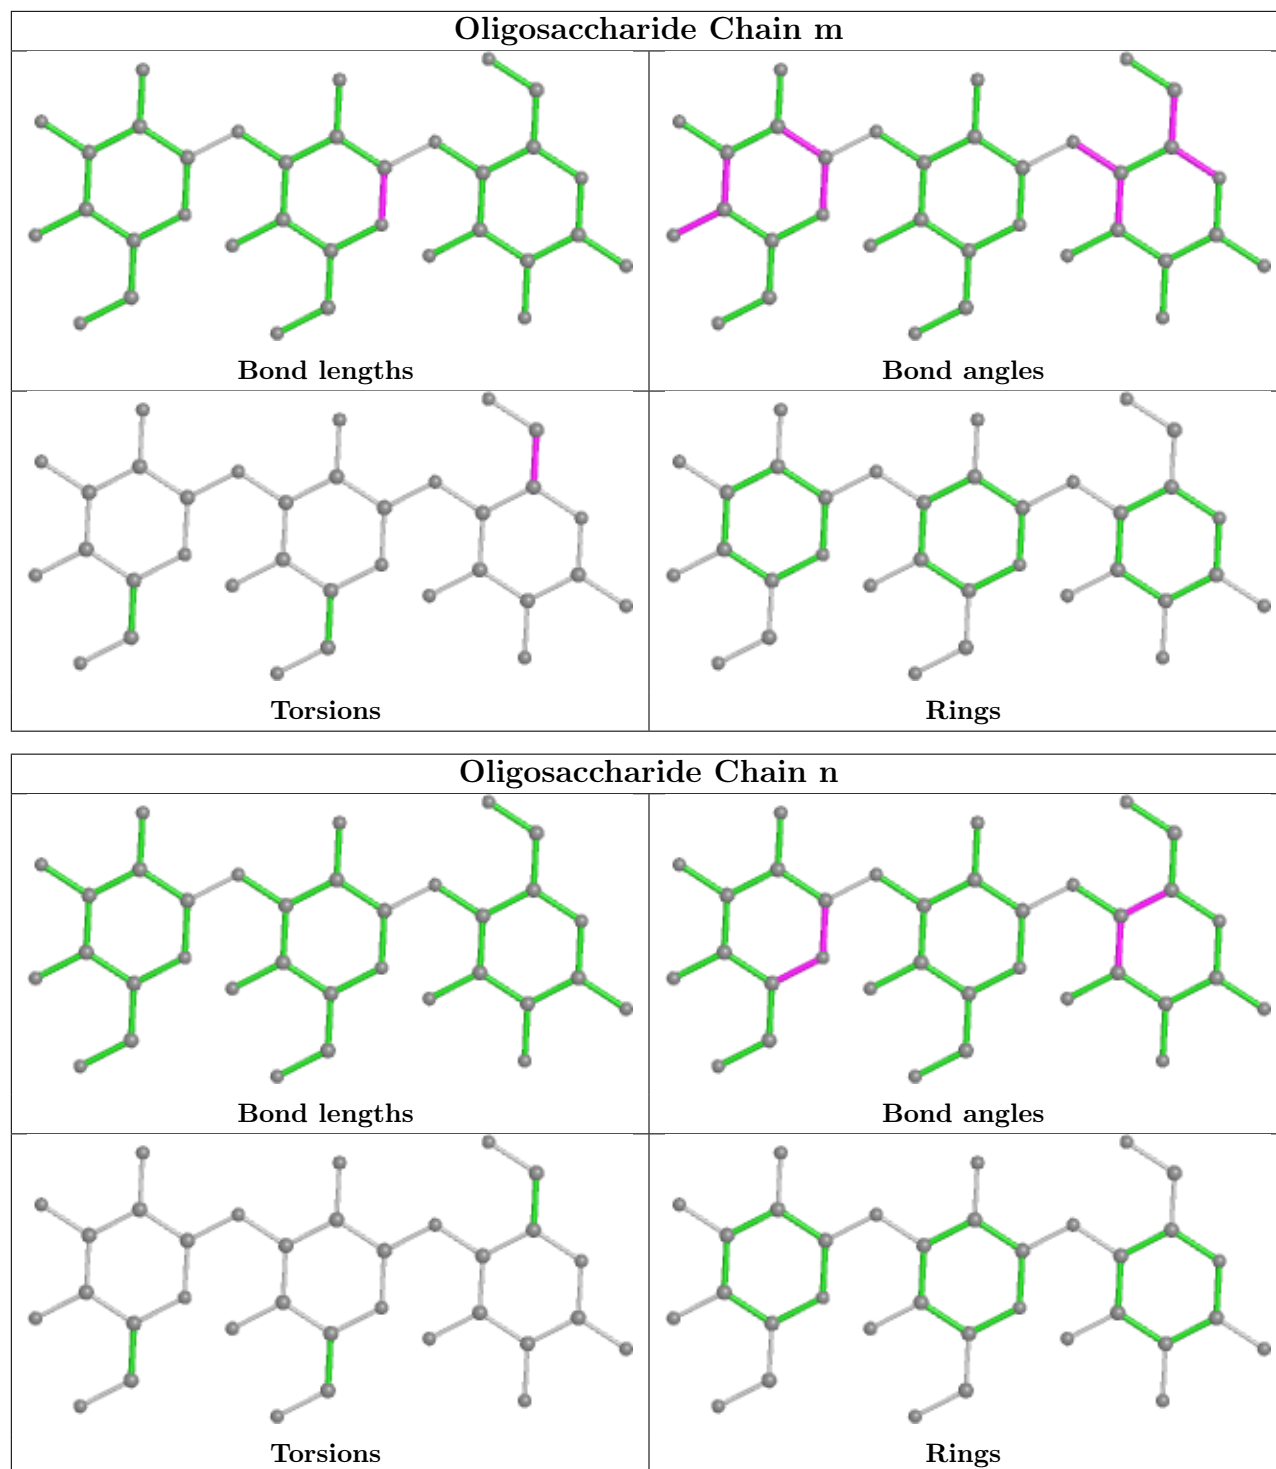 Oligosaccharide Chain m
Bond lengths
Bond angles
Torsions
Rings
Oligosaccharide Chain n
Bond lengths
Bond angles
Torsions
Rings